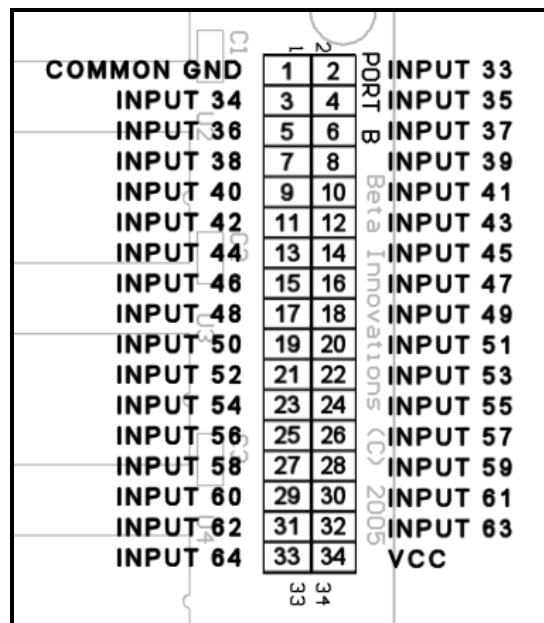 C1
1 2
COMMON GND 1 2 INPUT 33
INPUT 34 3 4 INPUT 35
U2
INPUT 36 5 6 INPUT 37
INPUT 38 7 8 INPUT 39
INPUT 40 9 10 INPUT 41
INPUT 42 11 12 INPUT 43
C2
INPUT 44 13 14 INPUT 45
INPUT 46 15 16 INPUT 47
INPUT 48 17 18 INPUT 49
U3
INPUT 50 19 20 INPUT 51
INPUT 52 21 22 INPUT 53
INPUT 54 23 24 INPUT 55
INPUT 56 25 26 INPUT 57
C3
INPUT 58 27 28 INPUT 59
INPUT 60 29 30 INPUT 61
INPUT 62 31 32 INPUT 63
U4
INPUT 64 33 34 VCC
33 34
PORT B
Beta Innovations (C) 2005